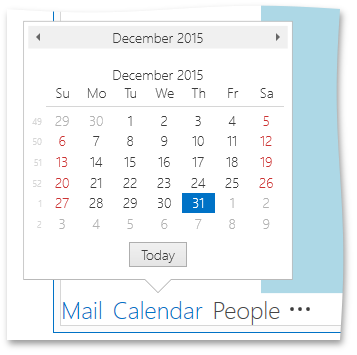 December 2015
December 2015
Su Mo Tu We Th Fr Sa
49 29 30 1 2 3 4 5
50 6 7 8 9 10 11 12
51 13 14 15 16 17 18 19
52 20 21 22 23 24 25 26
1 27 28 29 30 31 1 2
2 3 4 5 6 7 8 9
Today
Mail Calendar People •••